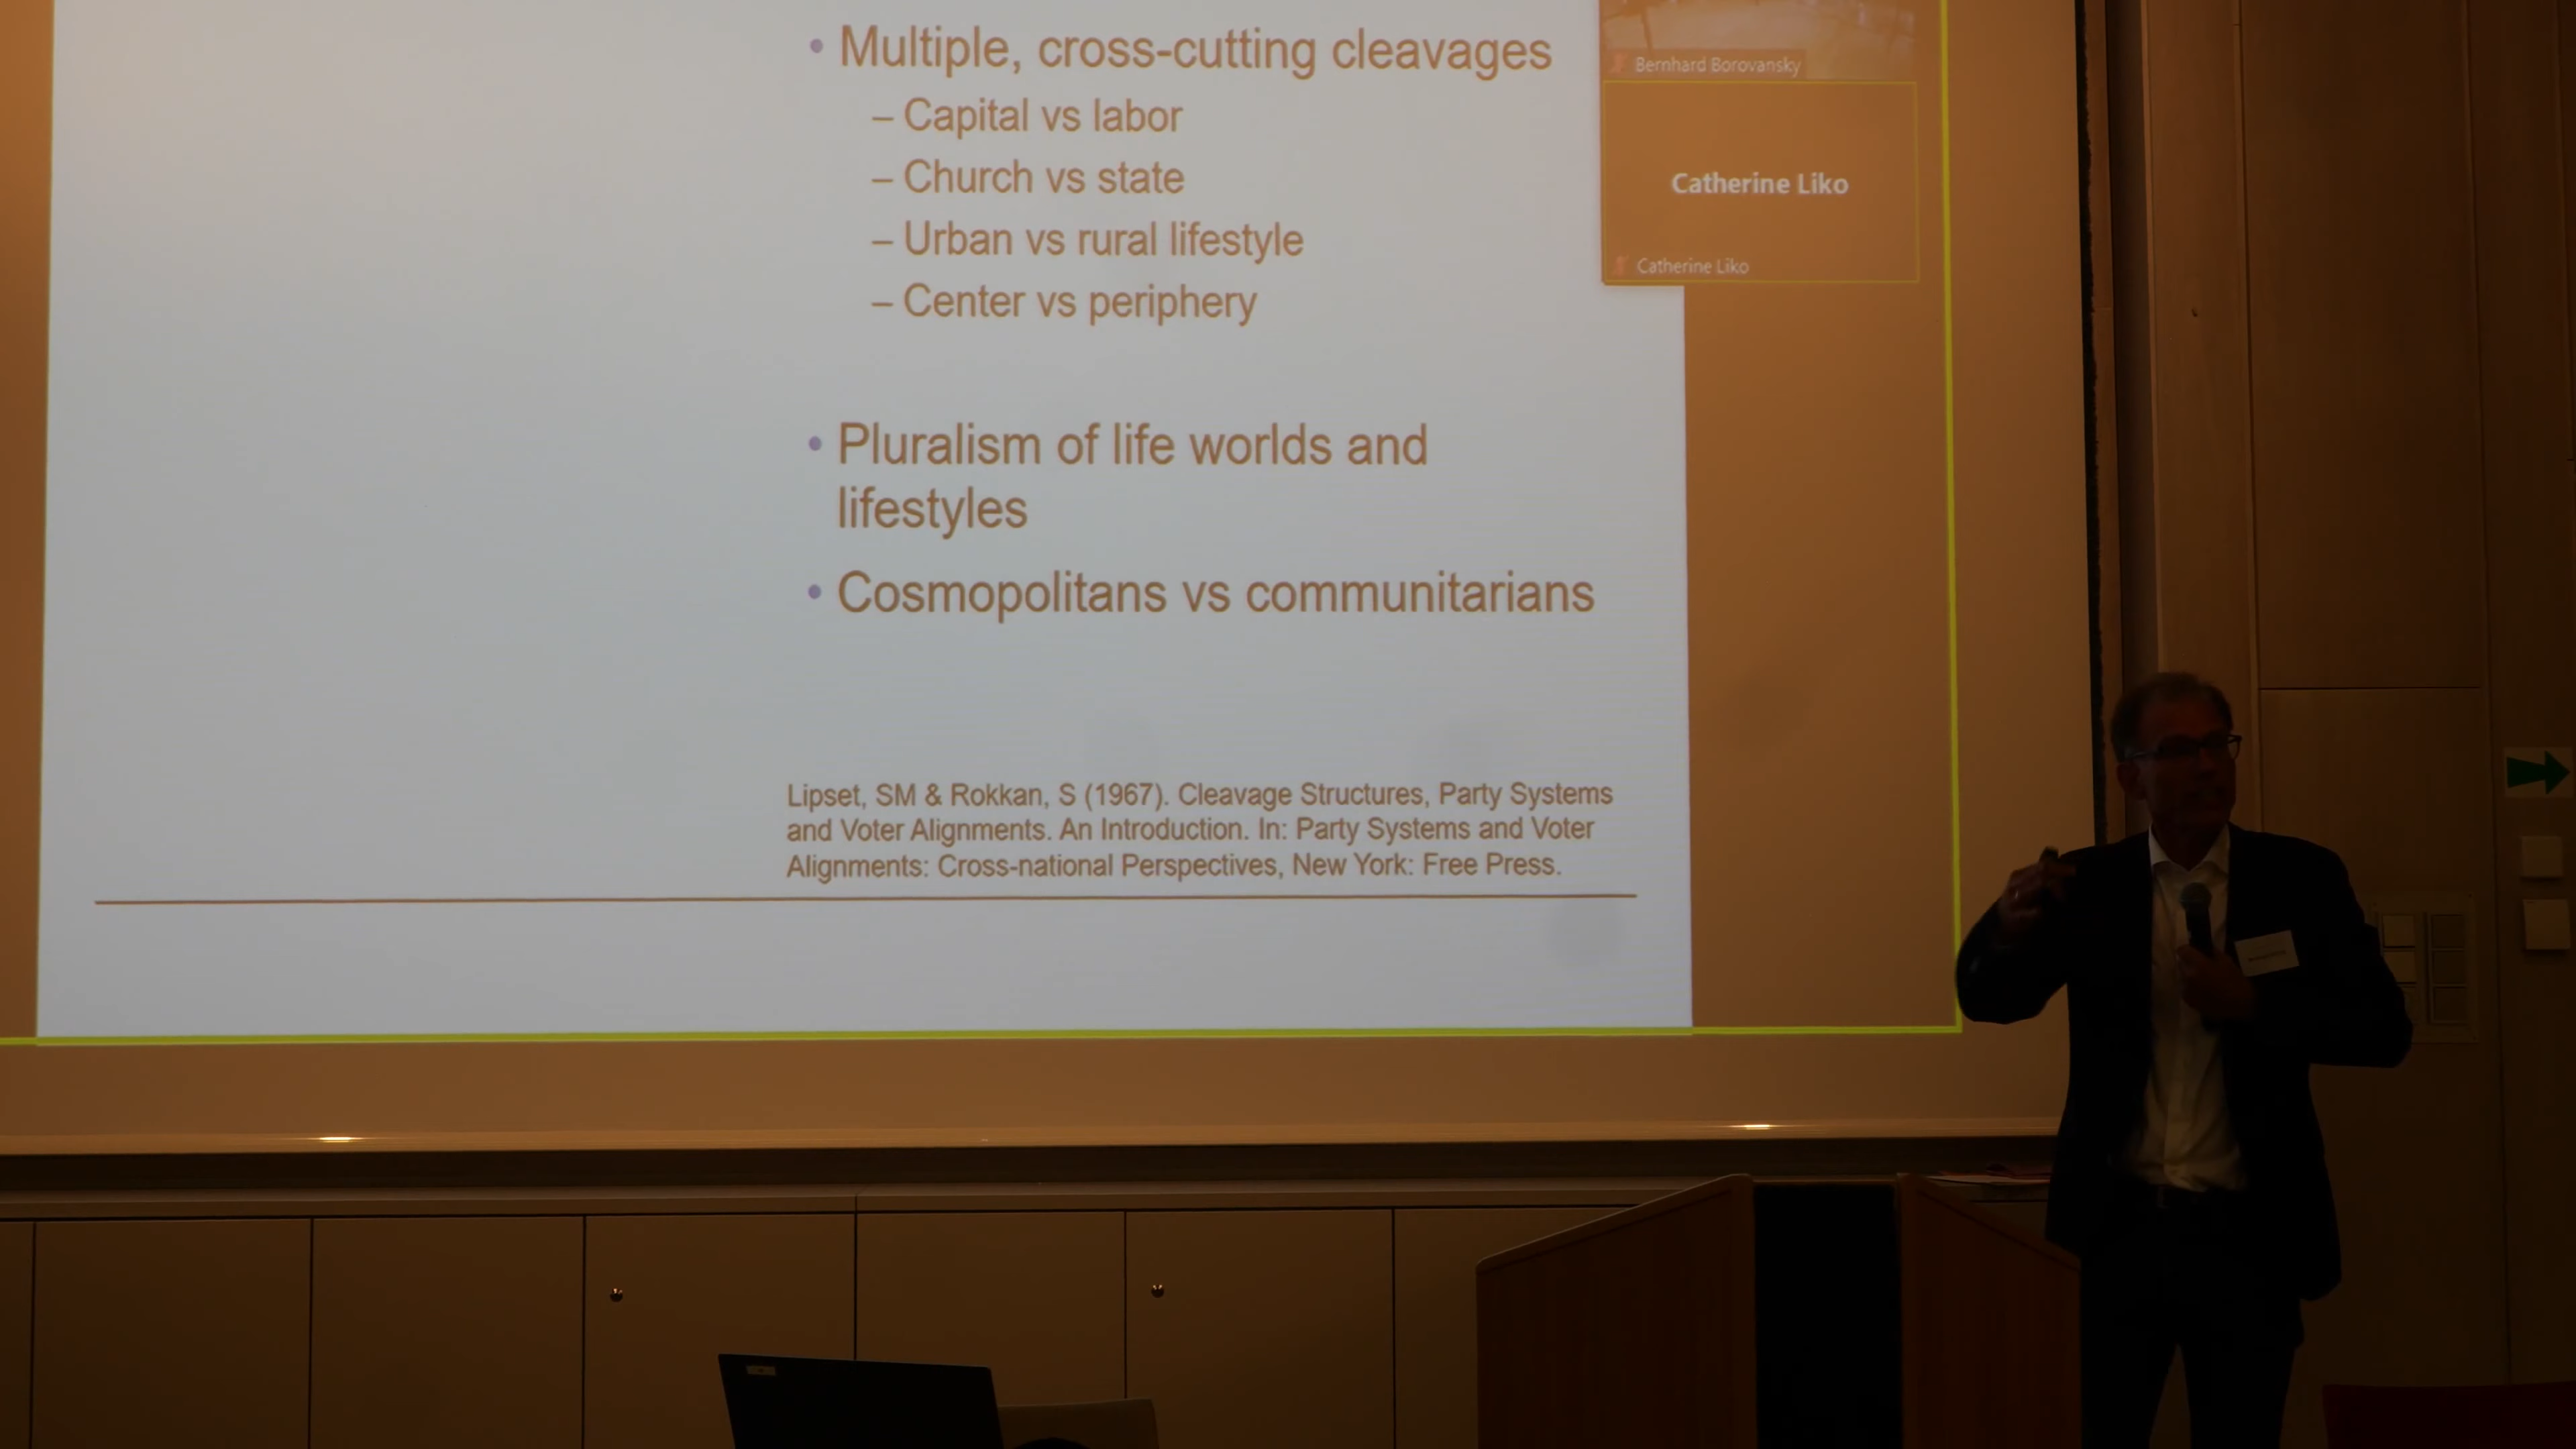 • Multiple, cross-cutting cleavages
– Capital vs labor
– Church vs state
– Urban vs rural lifestyle
– Center vs periphery
• Pluralism of life worlds and
lifestyles
• Cosmopolitans vs communitarians
Lipset, SM & Rokkan, S (1967). Cleavage Structures, Party Systems
and Voter Alignments. An Introduction. In: Party Systems and Voter
Alignments: Cross-national Perspectives, New York: Free Press.
Bernhard Borovansky
Catherine Liko
Catherine Liko